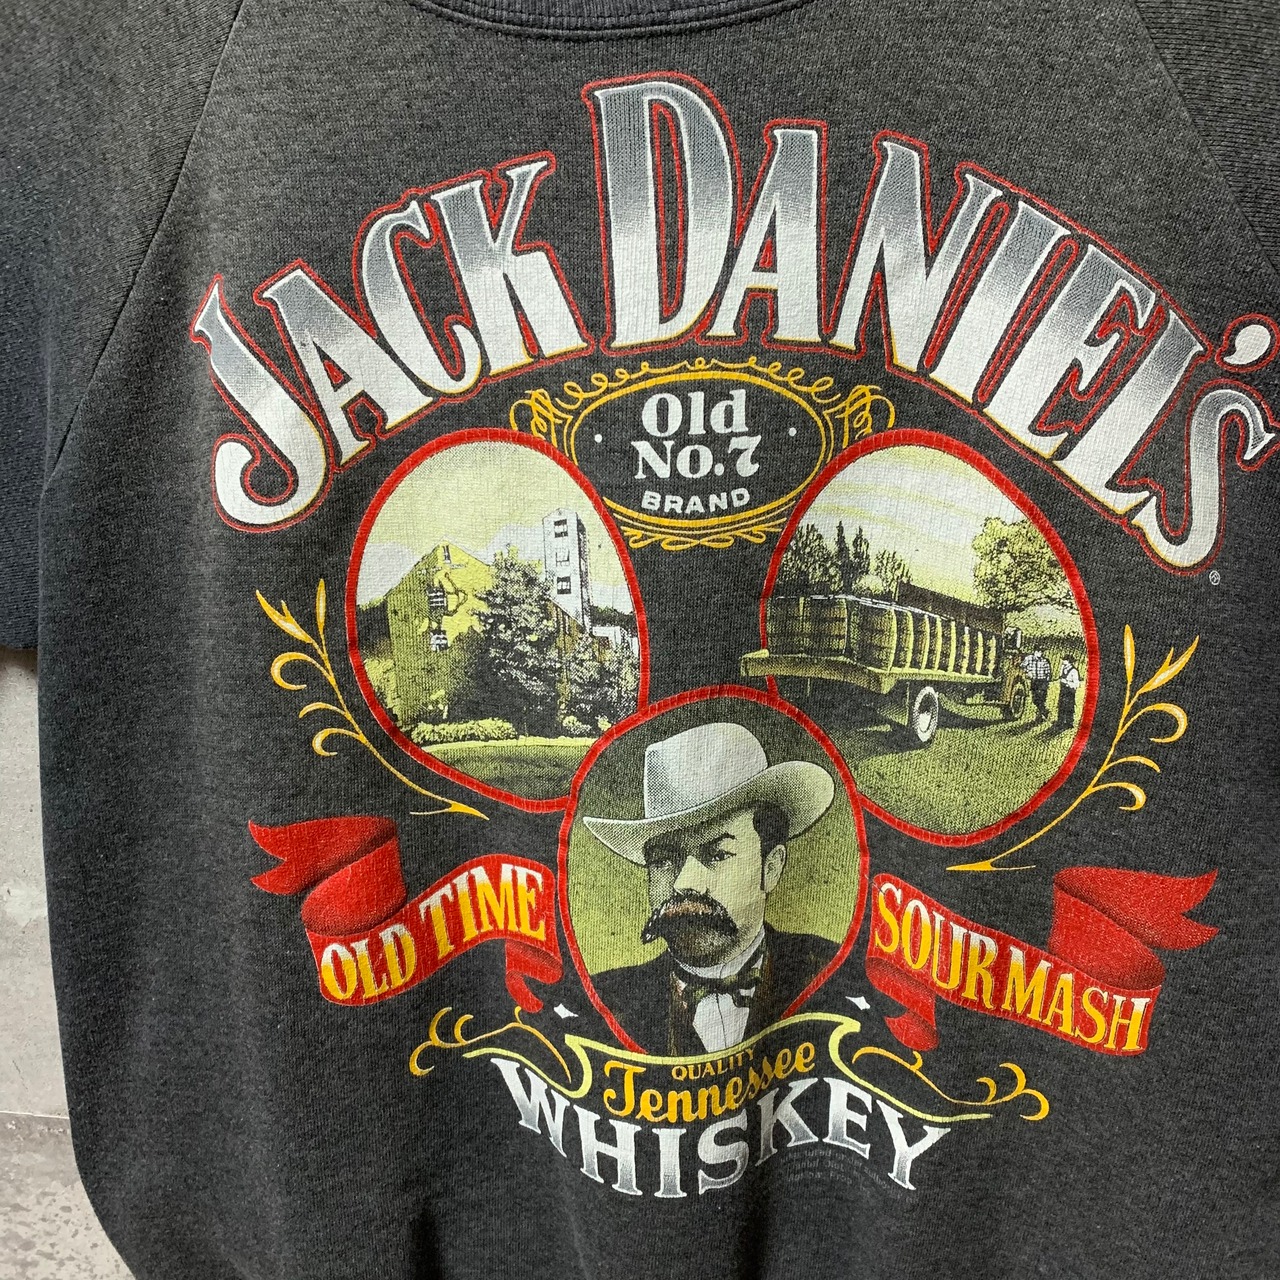 JACK DANIEL'S
®
Old
No.7
BRAND
OLD TIME
SOUR MASH
QUALITY
Tennessee
WHISKEY